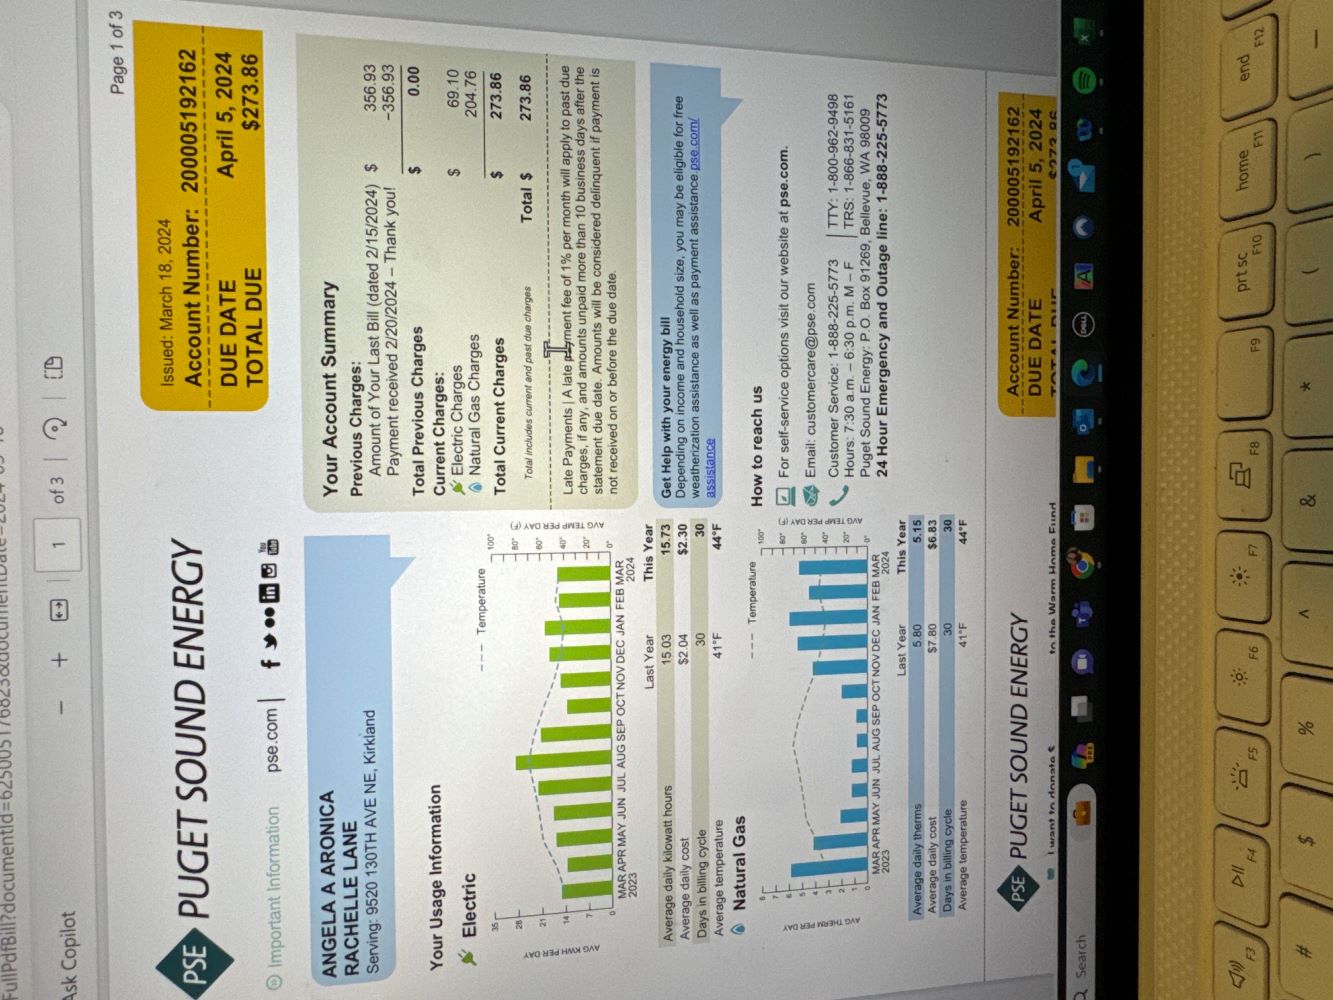 FullPdfBill?documentId=625005176823&documentDate=2024-03-18
Ask Copilot
1 of 3
Page 1 of 3
PSE PUGET SOUND ENERGY
Issued: March 18, 2024
Account Number: 200005192162
DUE DATE April 5, 2024
TOTAL DUE $273.86
Important Information pse.com
You Tube
ANGELA A ARONICA
RACHELLE LANE
Serving: 9520 130TH AVE NE, Kirkland
Your Usage Information
Electric
Temperature
AVG KWH PER DAY
35
28
21
14
7
0
100°
80°
60°
40°
20°
0°
AVG TEMP PER DAY (F)
MAR APR MAY JUN JUL AUG SEP OCT NOV DEC JAN FEB MAR
2023 2024
Last Year This Year
Average daily kilowatt hours 15.03 15.73
Average daily cost $2.04 $2.30
Days in billing cycle 30 30
Average temperature 41°F 44°F
Natural Gas
Temperature
AVG THERM PER DAY
8
7
6
5
4
3
2
1
0
100°
80°
60°
40°
20°
0°
AVG TEMP PER DAY (F)
MAR APR MAY JUN JUL AUG SEP OCT NOV DEC JAN FEB MAR
2023 2024
Last Year This Year
Average daily therms 5.80 5.15
Average daily cost $7.80 $6.83
Days in billing cycle 30 30
Average temperature 41°F 44°F
Your Account Summary
Previous Charges:
Amount of Your Last Bill (dated 2/15/2024) $ 356.93
Payment received 2/20/2024 – Thank you! −356.93
Total Previous Charges $ 0.00
Current Charges:
Electric Charges $ 69.10
Natural Gas Charges 204.76
Total Current Charges $ 273.86
Total includes current and past due charges Total $ 273.86
Late Payments | A late payment fee of 1% per month will apply to past due
charges, if any, and amounts unpaid more than 10 business days after the
statement due date. Amounts will be considered delinquent if payment is
not received on or before the due date.
Get Help with your energy bill
Depending on income and household size, you may be eligible for free
weatherization assistance as well as payment assistance.pse.com/
assistance
How to reach us
For self-service options visit our website at pse.com.
Email: customercare@pse.com
Customer Service: 1-888-225-5773 | TTY: 1-800-962-9498
Hours: 7:30 a.m. – 6:30 p.m. M – F | TRS: 1-866-831-5161
Puget Sound Energy: P.O. Box 91269, Bellevue, WA 98009
24 Hour Emergency and Outage line: 1-888-225-5773
PSE PUGET SOUND ENERGY
Account Number: 200005192162
DUE DATE April 5, 2024
TOTAL DUE $273.86
I want to donate $ to the Warm Home Fund
Search
PRE
DELL
1
F3 F4 F5 F6 F7 F8 F9 prt sc F10 home F11 end F12
# $ % ^ & * ( ) —